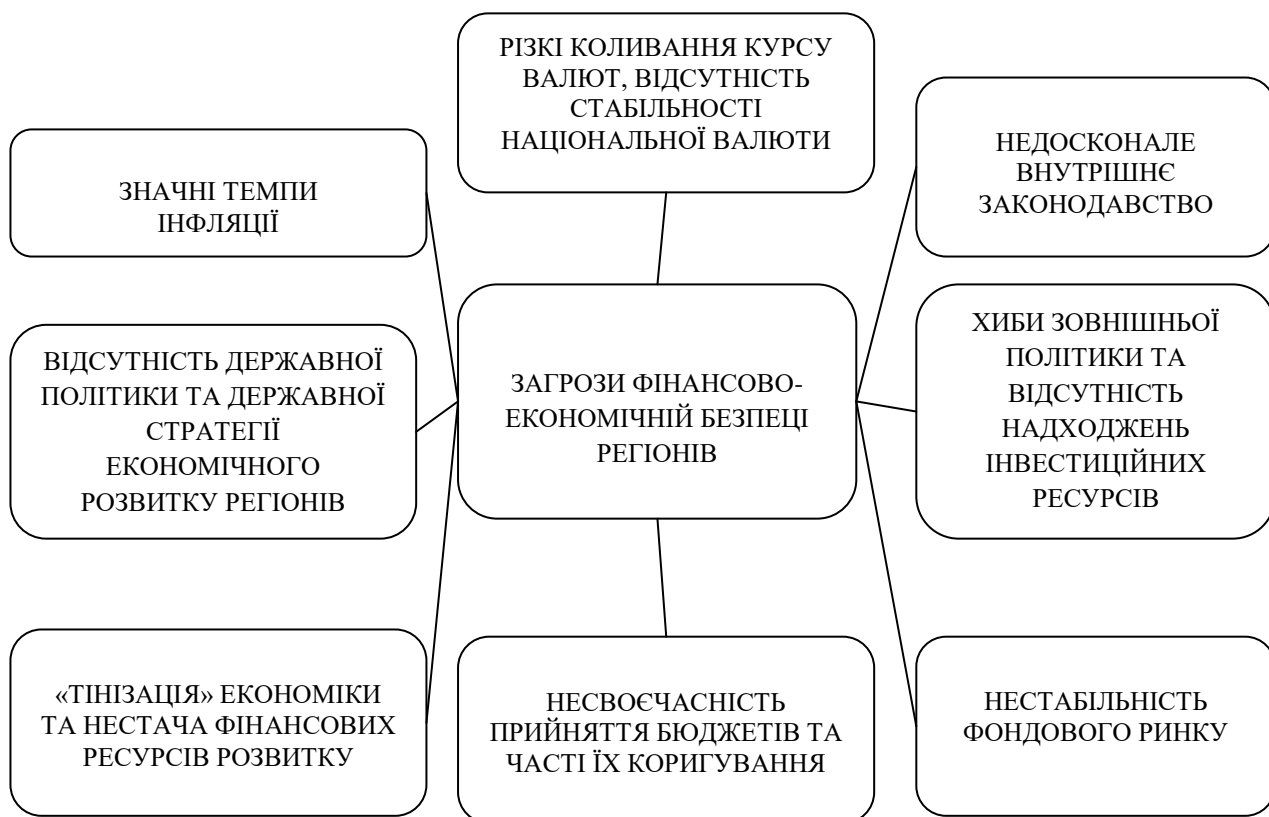 РІЗКІ КОЛИВАННЯ КУРСУ
ВАЛЮТ, ВІДСУТНІСТЬ
СТАБІЛЬНОСТІ
НАЦІОНАЛЬНОЇ ВАЛЮТИ
ЗНАЧНІ ТЕМПИ
ІНФЛЯЦІЇ
НЕДОСКОНАЛЕ
ВНУТРІШНЄ
ЗАКОНОДАВСТВО
ВІДСУТНІСТЬ ДЕРЖАВНОЇ
ПОЛІТИКИ ТА ДЕРЖАВНОЇ
СТРАТЕГІЇ
ЕКОНОМІЧНОГО
РОЗВИТКУ РЕГІОНІВ
ЗАГРОЗИ ФІНАНСОВО-
ЕКОНОМІЧНІЙ БЕЗПЕЦІ
РЕГІОНІВ
ХИБИ ЗОВНІШНЬОЇ
ПОЛІТИКИ ТА
ВІДСУТНІСТЬ
НАДХОДЖЕНЬ
ІНВЕСТИЦІЙНИХ
РЕСУРСІВ
«ТІНІЗАЦІЯ» ЕКОНОМІКИ
ТА НЕСТАЧА ФІНАНСОВИХ
РЕСУРСІВ РОЗВИТКУ
НЕСВОЄЧАСНІСТЬ
ПРИЙНЯТТЯ БЮДЖЕТІВ ТА
ЧАСТІ ЇХ КОРИГУВАННЯ
НЕСТАБІЛЬНІСТЬ
ФОНДОВОГО РИНКУ